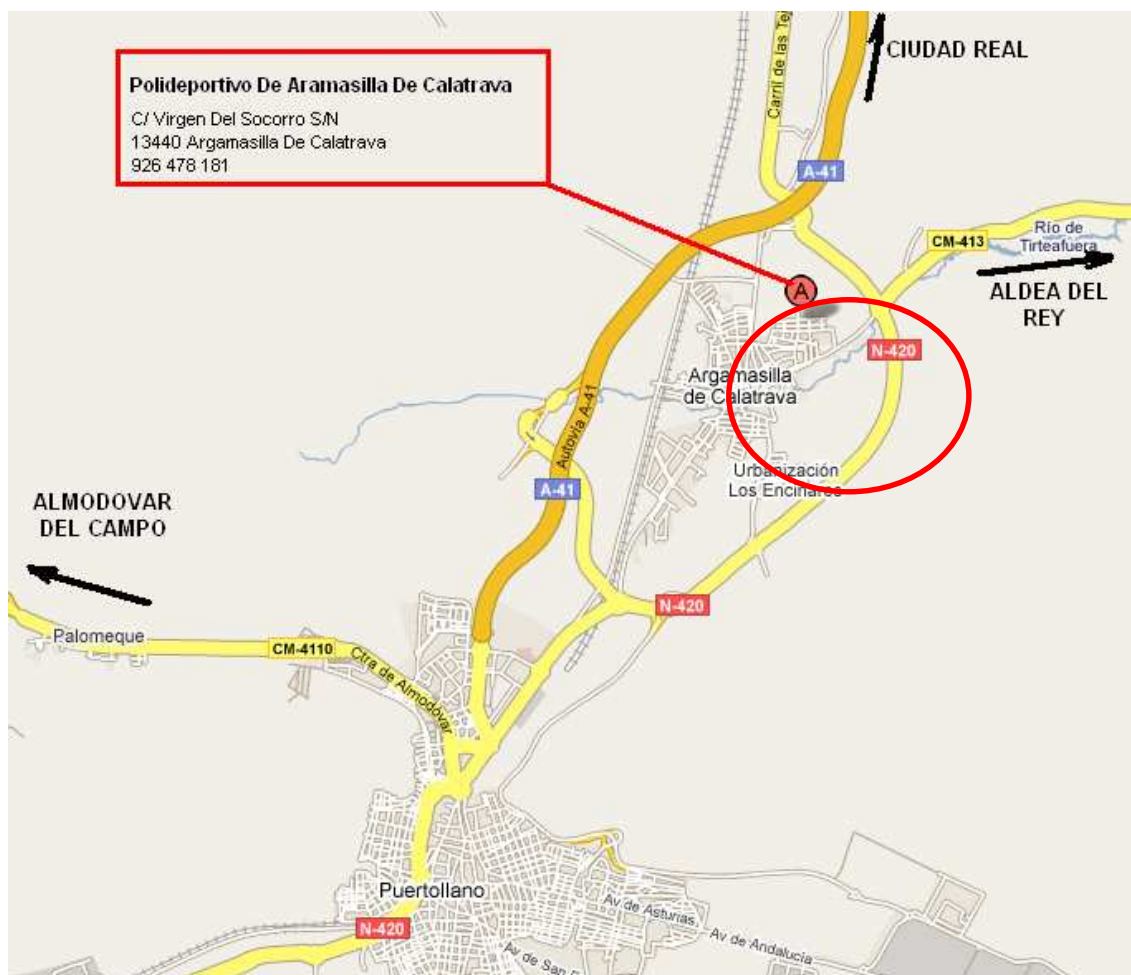 CIUDAD REAL
Polideportivo De Aramasilla De Calatrava
C/ Virgen Del Socorro S/N
13440 Argamasilla De Calatrava
926 478 181
Carril de las Tej
A-41
CM-413
Río de
Tirteafuera
ALDEA DEL
REY
A
N-420
Argamasilla
de Calatrava
Autovía A-41
Urbanización
Los Encinares
A-41
ALMODOVAR
DEL CAMPO
N-420
Palomeque
CM-4110
Ctra de Almodóvar
Puertollano
N-420
Av de Asturias
Av de Andalucía
Av de San